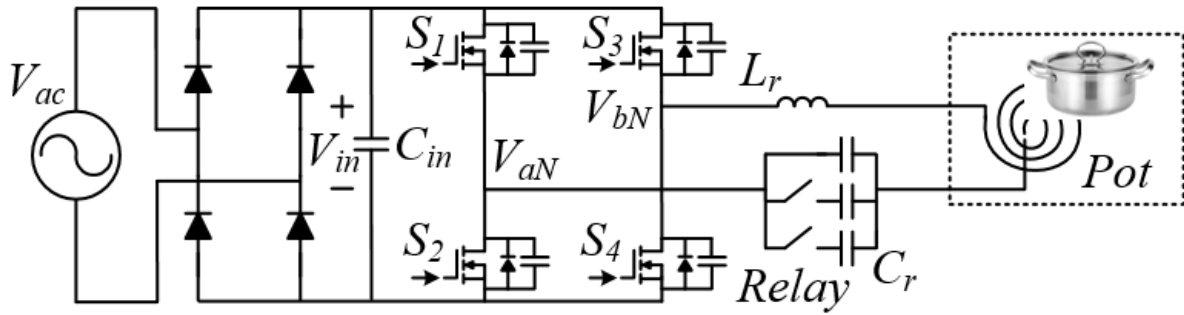 V_ac
+
V_in
−
C_in
S_1
S_2
V_aN
S_3
S_4
V_bN
L_r
Relay
C_r
Pot